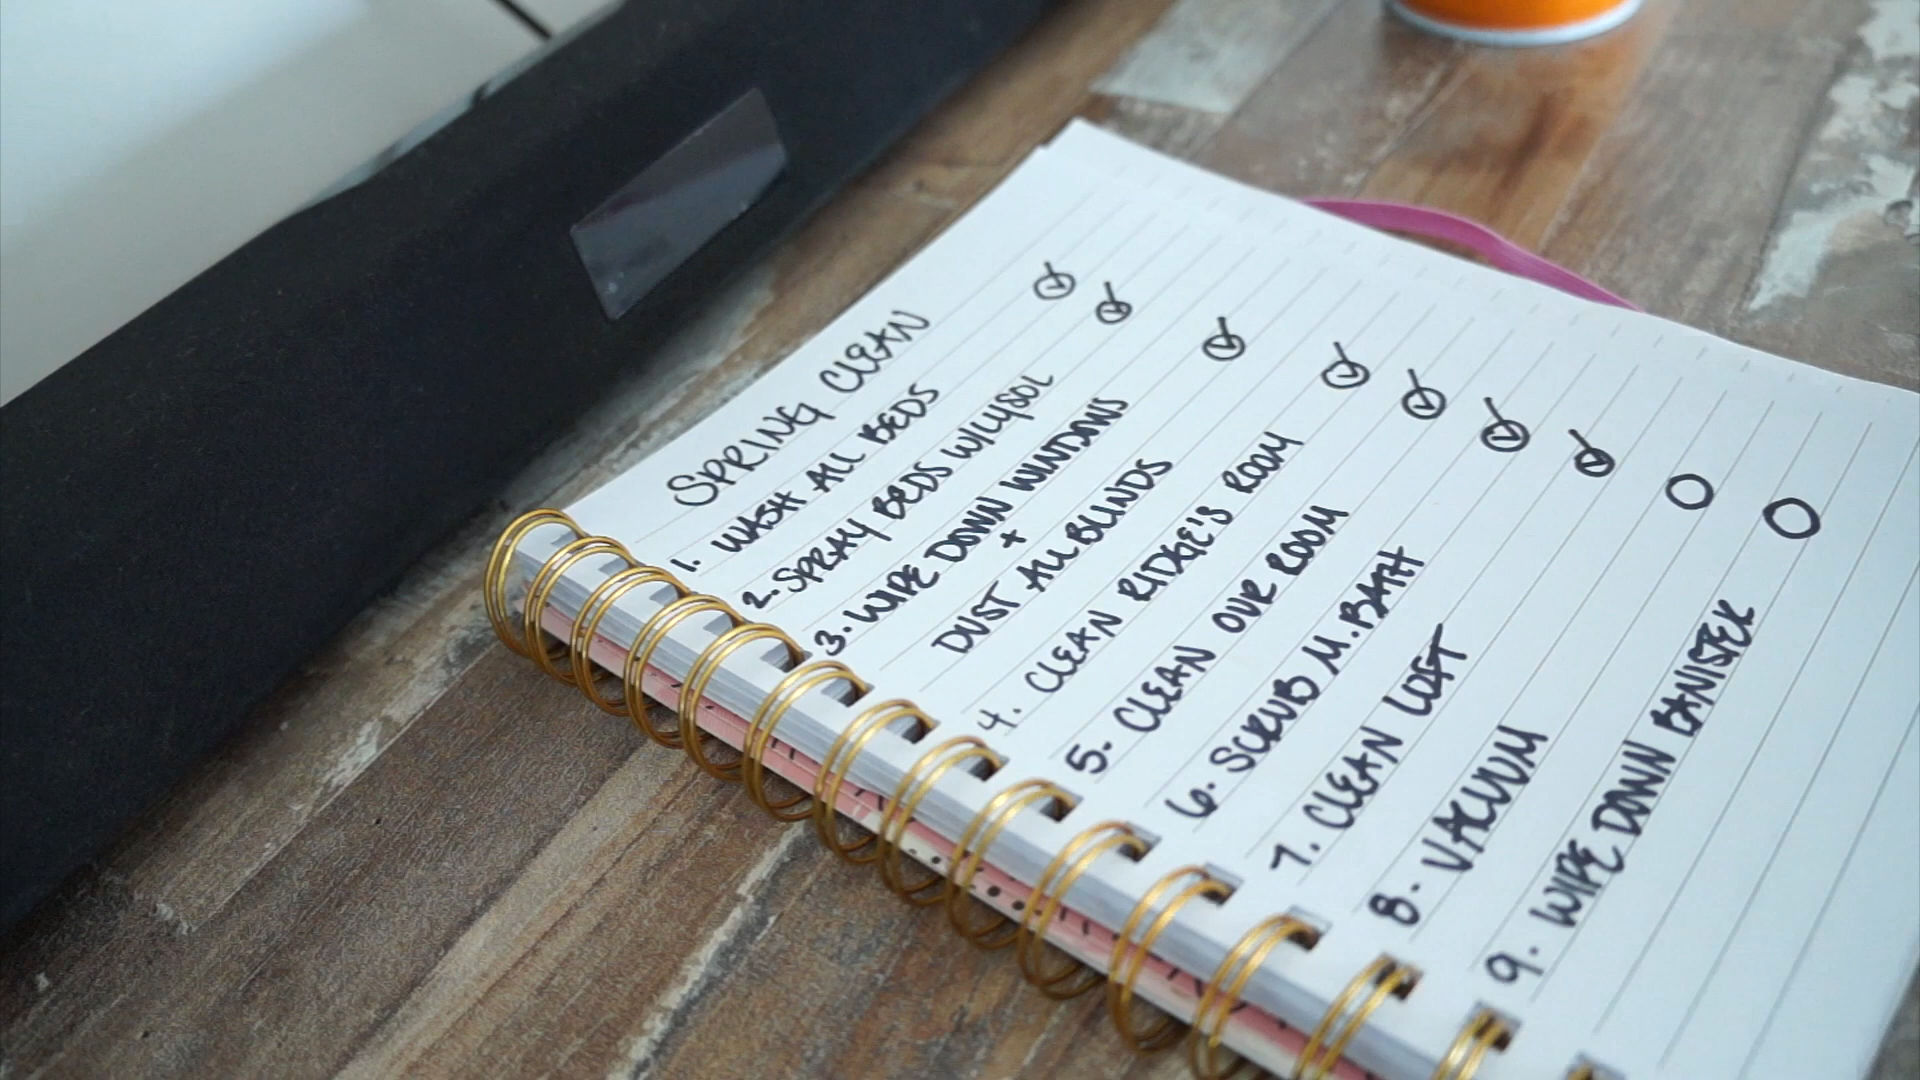 SPRING CLEAN
1. WASH ALL BEDS
2. SPRAY BEDS W/LYSOL
3. WIPE DOWN WINDOWS
+
DUST ALL BLINDS
4. CLEAN RIDGE'S ROOM
5. CLEAN OUR ROOM
6. SCRUB M. BATH
7. CLEAN LOFT
8. VACUUM
9. WIPE DOWN BANISTER